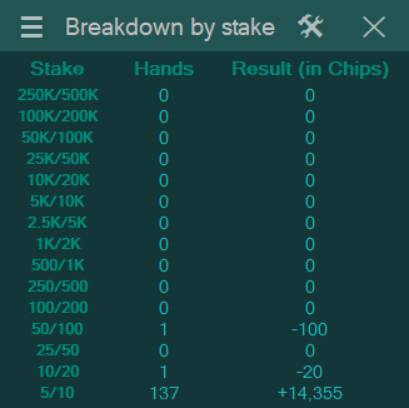 Breakdown by stake
Stake Hands Result (in Chips)
250K/500K 0 0
100K/200K 0 0
50K/100K 0 0
25K/50K 0 0
10K/20K 0 0
5K/10K 0 0
2.5K/5K 0 0
1K/2K 0 0
500/1K 0 0
250/500 0 0
100/200 0 0
50/100 1 -100
25/50 0 0
10/20 1 -20
5/10 137 +14,355